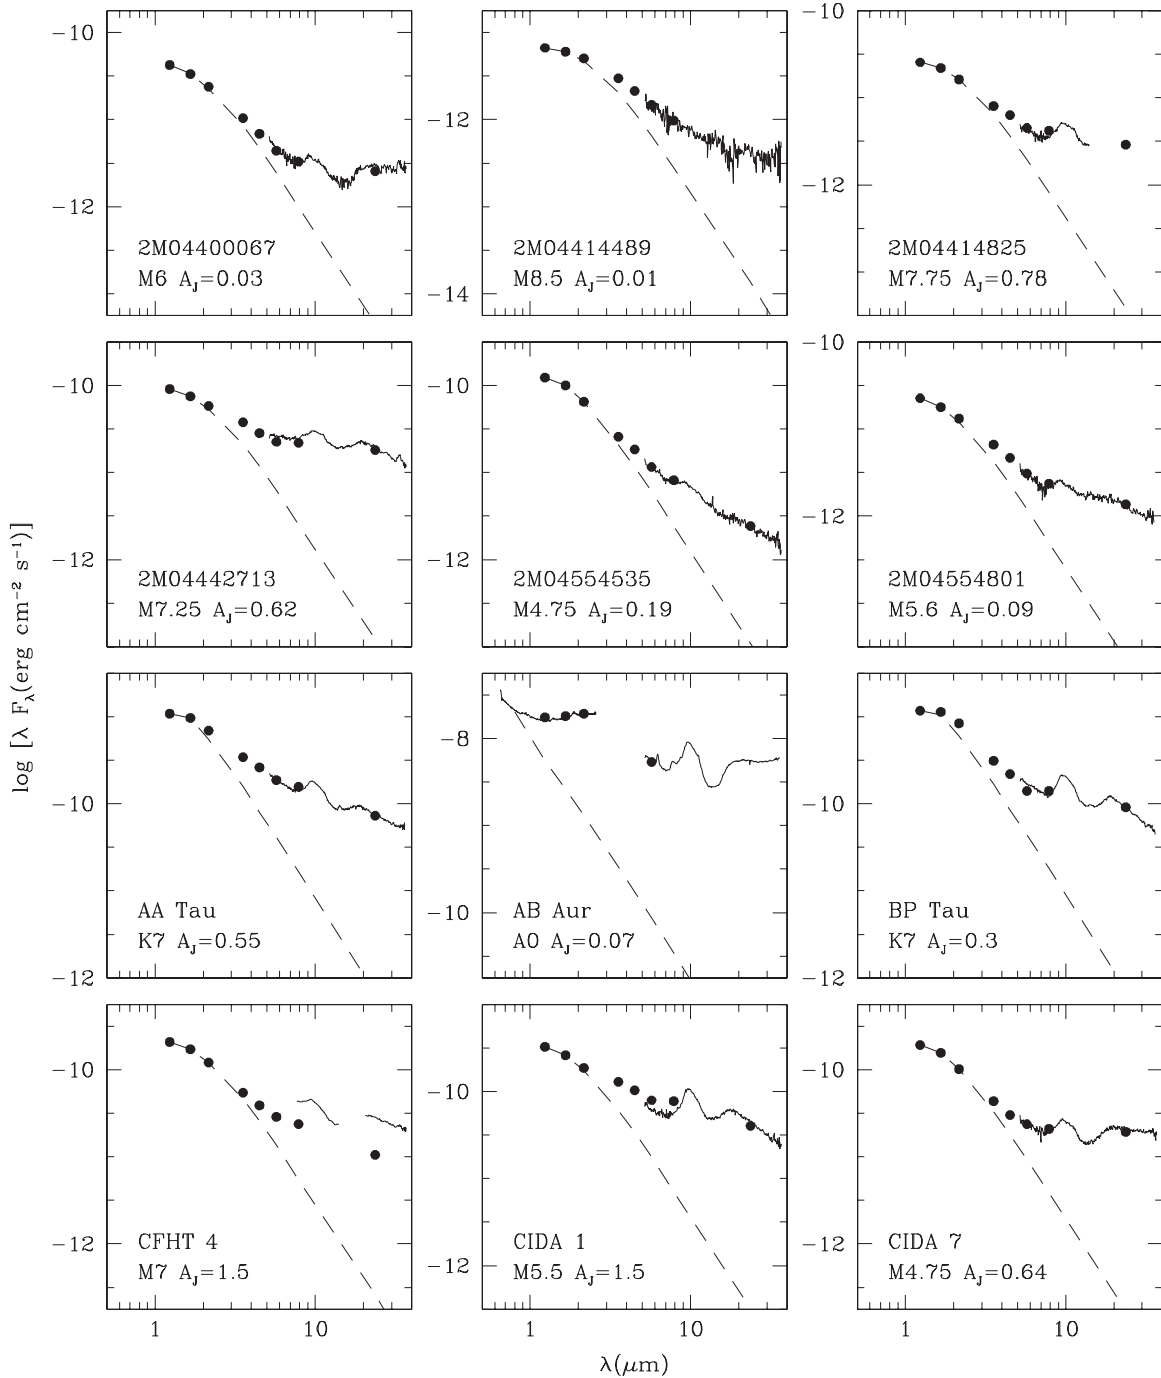 −10
−12
2M04400067
M6 A_J=0.03
−12
−14
2M04414489
M8.5 A_J=0.01
−10
−12
2M04414825
M7.75 A_J=0.78
−10
−12
2M04442713
M7.25 A_J=0.62
−10
−12
2M04554535
M4.75 A_J=0.19
−10
−12
2M04554801
M5.6 A_J=0.09
log [λ F_λ(erg cm⁻² s⁻¹)]
−10
−12
AA Tau
K7 A_J=0.55
−8
−10
AB Aur
A0 A_J=0.07
−10
−12
BP Tau
K7 A_J=0.3
−10
−12
CFHT 4
M7 A_J=1.5
−10
−12
CIDA 1
M5.5 A_J=1.5
−10
−12
CIDA 7
M4.75 A_J=0.64
1 10
1 10
1 10
λ(μm)